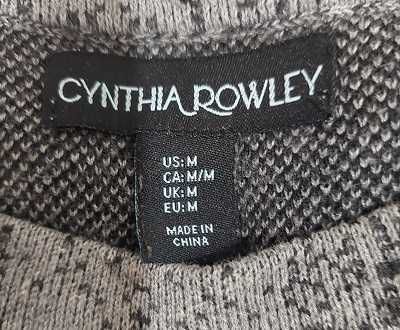 CYNTHIA ROWLEY
US: M
CA: M/M
UK: M
EU: M
MADE IN
CHINA